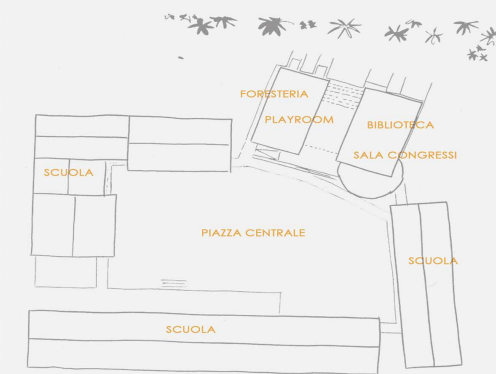 FORESTERIA
PLAYROOM
BIBLIOTECA
SALA CONGRESSI
SCUOLA
PIAZZA CENTRALE
SCUOLA
SCUOLA